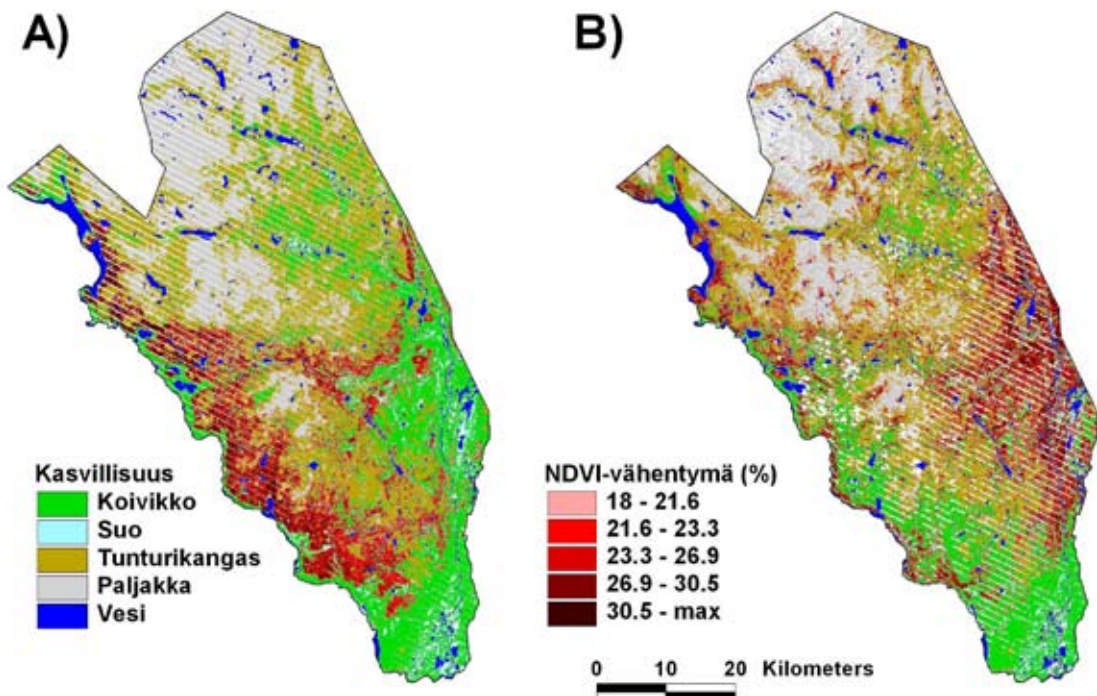 A)
B)
Kasvillisuus
Koivikko
Suo
Tunturikangas
Paljakka
Vesi
NDVI-vähentymä (%)
18 - 21.6
21.6 - 23.3
23.3 - 26.9
26.9 - 30.5
30.5 - max
0 10 20 Kilometers